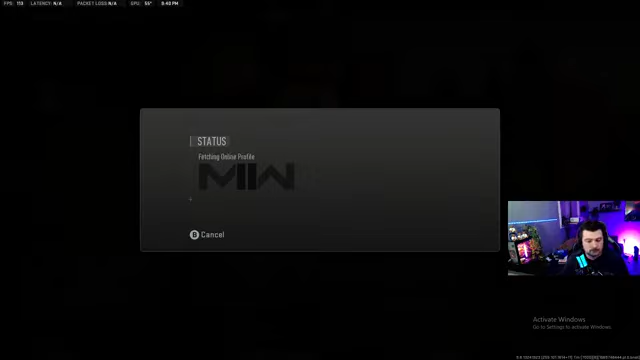 FPS: 113 LATENCY: N/A PACKET LOSS: N/A GPU: 55° 8:40 PM
STATUS
Fetching Online Profile
MW
B Cancel
Activate Windows
Go to Settings to activate Windows.